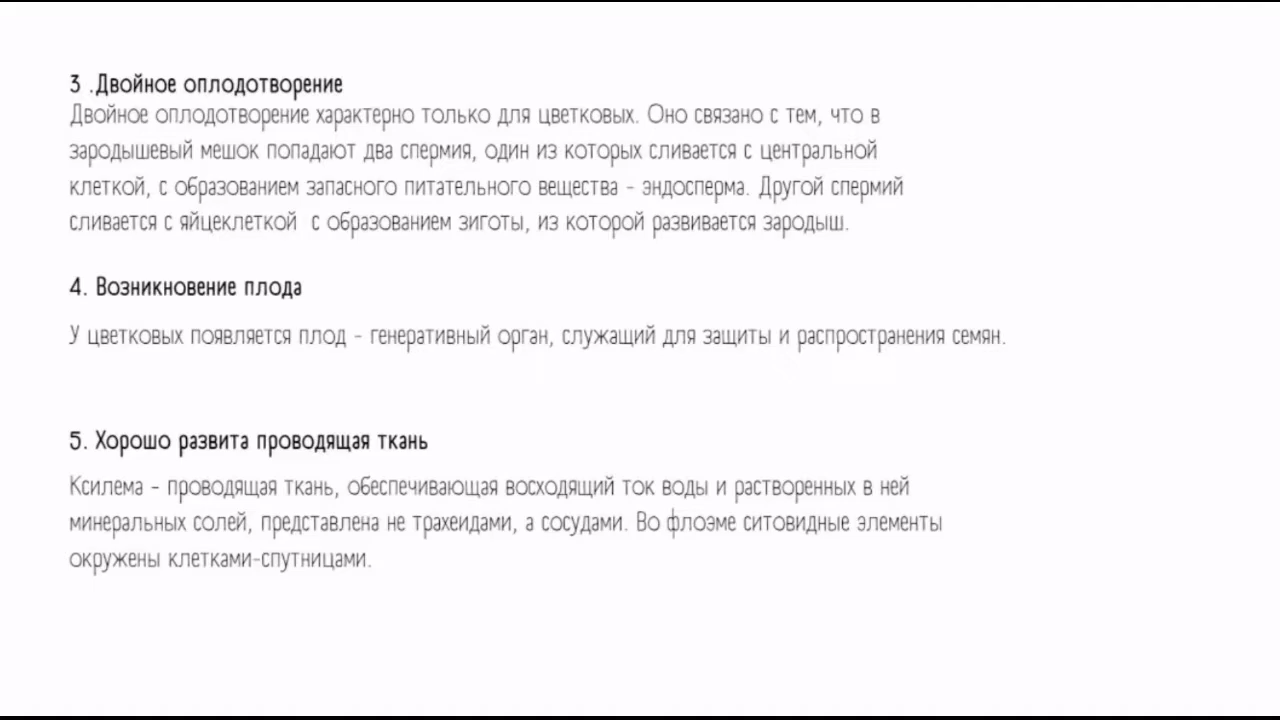 3 .Двойное оплодотворение
Двойное оплодотворение характерно только для цветковых. Оно связано с тем, что в
зародышевый мешок попадают два спермия, один из которых сливается с центральной
клеткой, с образованием запасного питательного вещества - эндосперма. Другой спермий
сливается с яйцеклеткой с образованием зиготы, из которой развивается зародыш.
4. Возникновение плода
У цветковых появляется плод - генеративный орган, служащий для защиты и распространения семян.
5. Хорошо развита проводящая ткань
Ксилема - проводящая ткань, обеспечивающая восходящий ток воды и растворенных в ней
минеральных солей, представлена не трахеидами, а сосудами. Во флоэме ситовидные элементы
окружены клетками-спутницами.